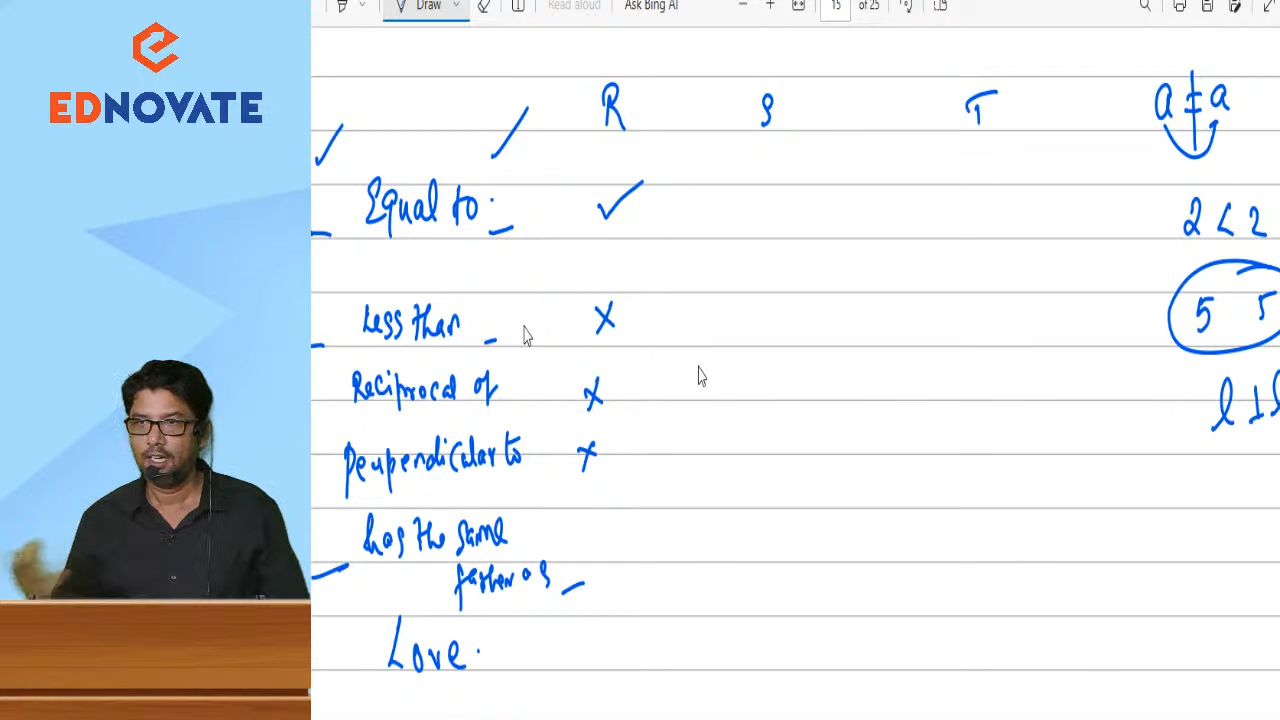 EDNOVATE
Draw
Read aloud
Ask Bing AI
15 of 25
R S T a ≠ a
Equal to
2 < 2
Less than
5 5
Reciprocal of
l ⊥ l
Perpendicular to
has the same
father as
Love.